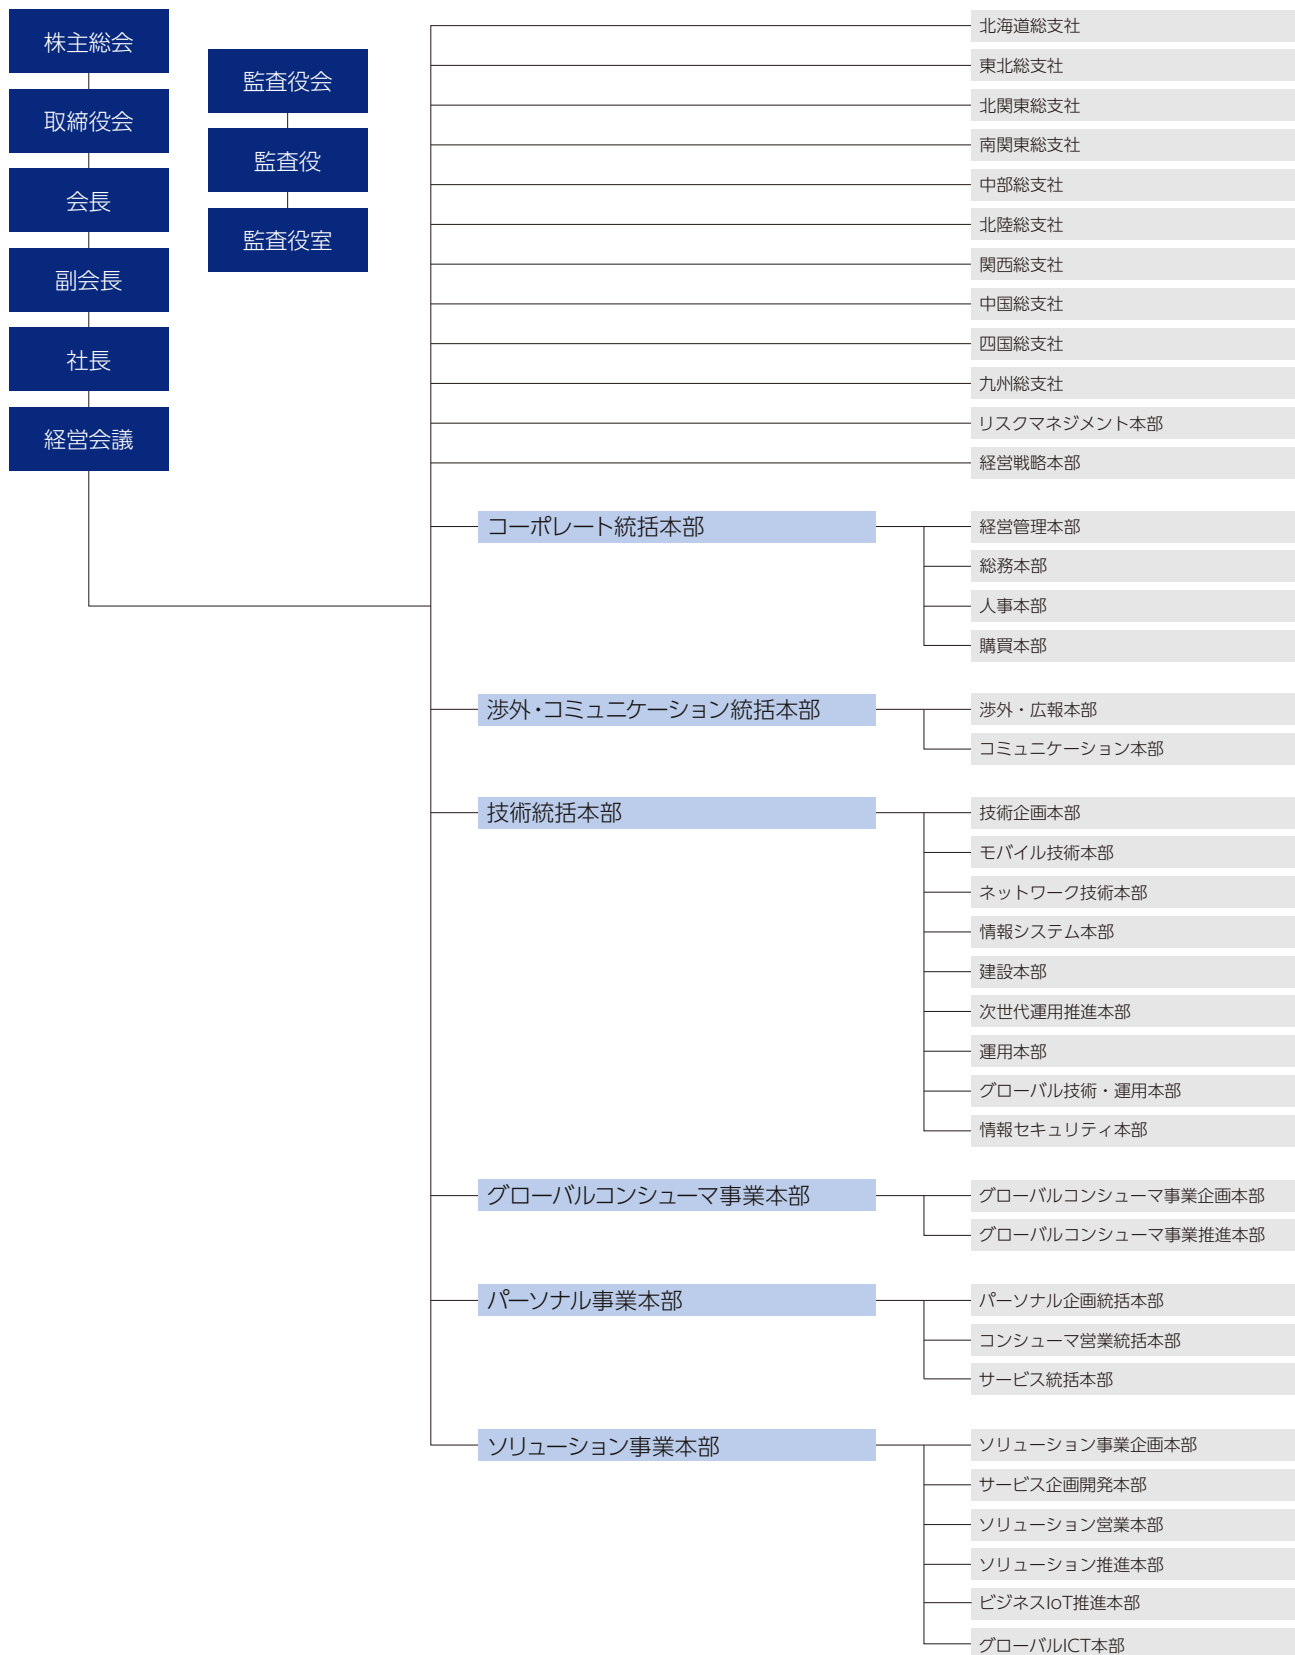 株主総会
取締役会
会長
副会長
社長
経営会議
監査役会
監査役
監査役室
北海道総支社
東北総支社
北関東総支社
南関東総支社
中部総支社
北陸総支社
関西総支社
中国総支社
四国総支社
九州総支社
リスクマネジメント本部
経営戦略本部
コーポレート統括本部
経営管理本部
総務本部
人事本部
購買本部
渉外・コミュニケーション統括本部
渉外・広報本部
コミュニケーション本部
技術統括本部
技術企画本部
モバイル技術本部
ネットワーク技術本部
情報システム本部
建設本部
次世代運用推進本部
運用本部
グローバル技術・運用本部
情報セキュリティ本部
グローバルコンシューマ事業本部
グローバルコンシューマ事業企画本部
グローバルコンシューマ事業推進本部
パーソナル事業本部
パーソナル企画統括本部
コンシューマ営業統括本部
サービス統括本部
ソリューション事業本部
ソリューション事業企画本部
サービス企画開発本部
ソリューション営業本部
ソリューション推進本部
ビジネスIoT推進本部
グローバルICT本部